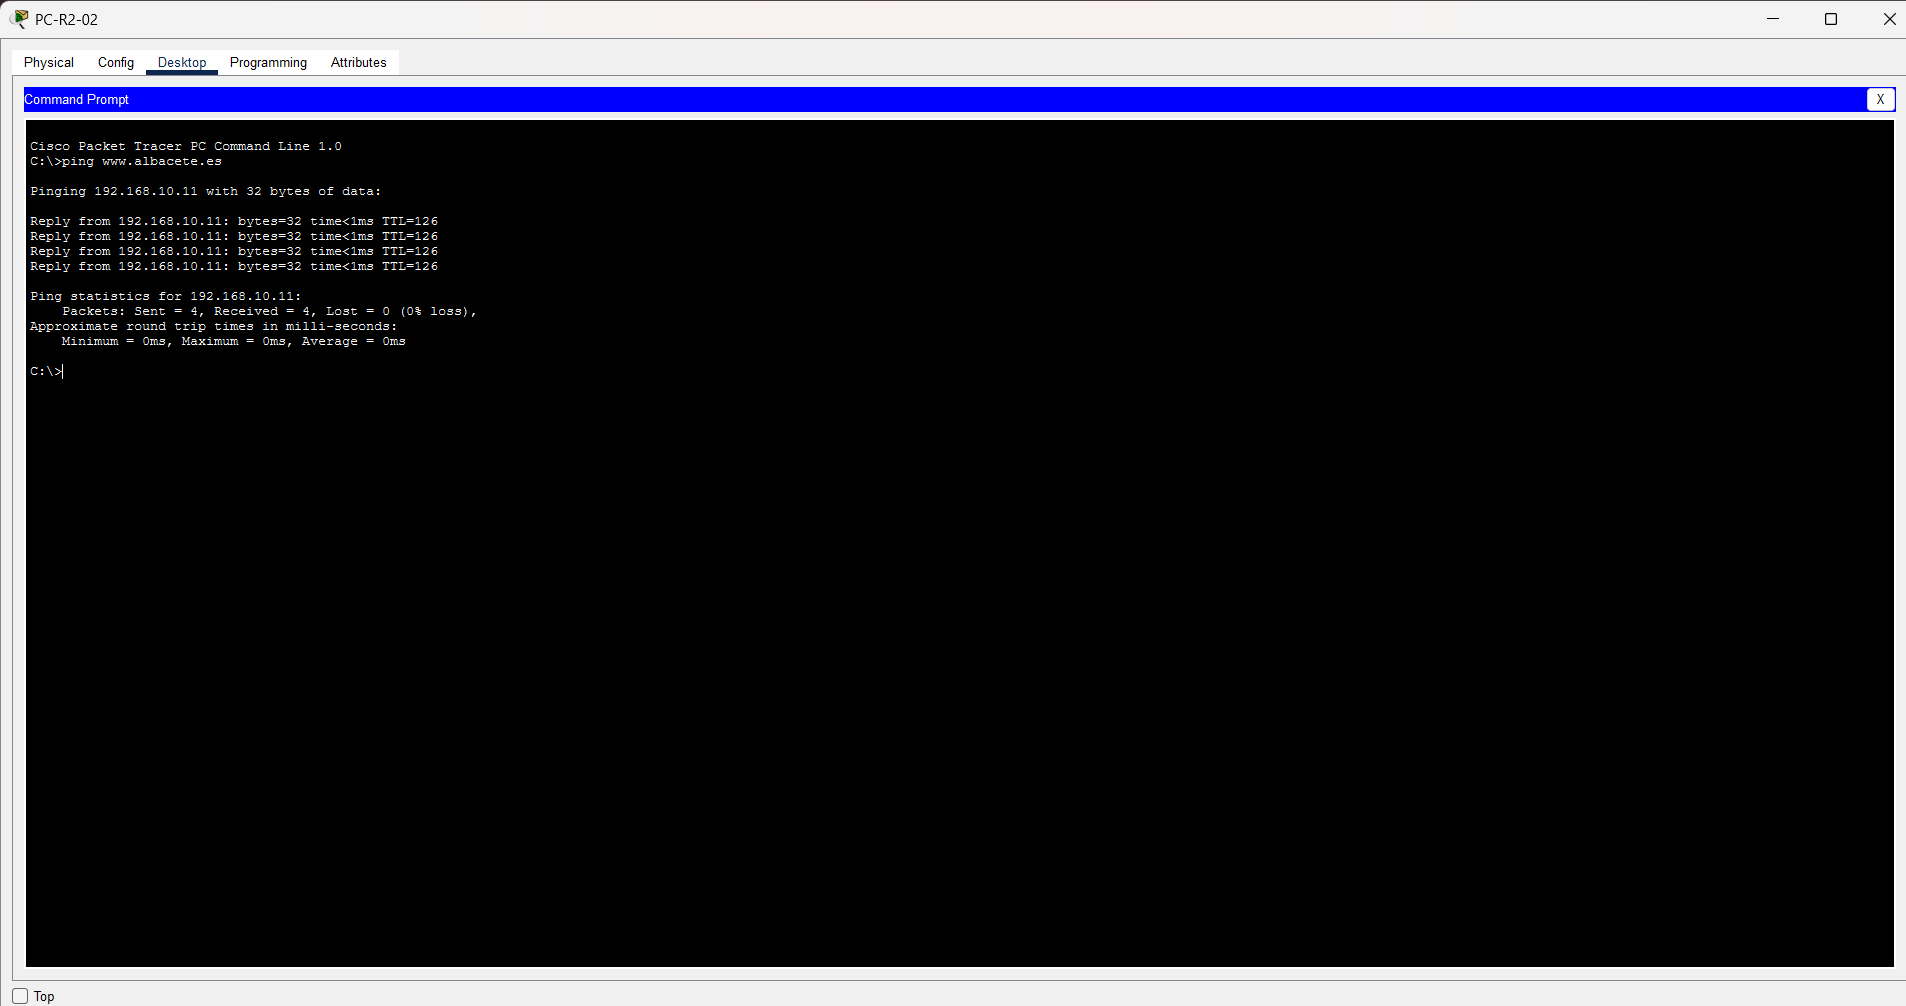 PC-R2-02
Physical Config Desktop Programming Attributes
Command Prompt
X
Cisco Packet Tracer PC Command Line 1.0
C:\>ping www.albacete.es
Pinging 192.168.10.11 with 32 bytes of data:
Reply from 192.168.10.11: bytes=32 time<1ms TTL=126
Reply from 192.168.10.11: bytes=32 time<1ms TTL=126
Reply from 192.168.10.11: bytes=32 time<1ms TTL=126
Reply from 192.168.10.11: bytes=32 time<1ms TTL=126
Ping statistics for 192.168.10.11:
Packets: Sent = 4, Received = 4, Lost = 0 (0% loss),
Approximate round trip times in milli-seconds:
Minimum = 0ms, Maximum = 0ms, Average = 0ms
C:\>
Top